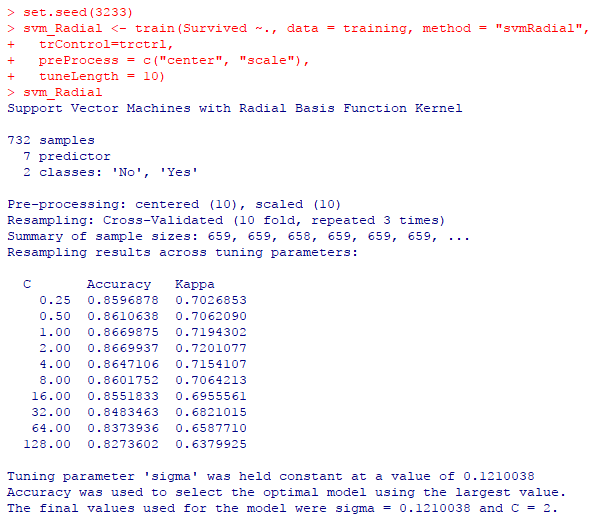 > set.seed(3233)
> svm_Radial <- train(Survived ~., data = training, method = "svmRadial",
+   trControl=trctrl,
+   preProcess = c("center", "scale"),
+   tuneLength = 10)
> svm_Radial
Support Vector Machines with Radial Basis Function Kernel

732 samples
  7 predictor
  2 classes: 'No', 'Yes'

Pre-processing: centered (10), scaled (10)
Resampling: Cross-Validated (10 fold, repeated 3 times)
Summary of sample sizes: 659, 659, 658, 659, 659, 659, ...
Resampling results across tuning parameters:

  C       Accuracy   Kappa
    0.25  0.8596878  0.7026853
    0.50  0.8610638  0.7062090
    1.00  0.8669875  0.7194302
    2.00  0.8669937  0.7201077
    4.00  0.8647106  0.7154107
    8.00  0.8601752  0.7064213
   16.00  0.8551833  0.6955561
   32.00  0.8483463  0.6821015
   64.00  0.8373936  0.6587710
  128.00  0.8273602  0.6379925

Tuning parameter 'sigma' was held constant at a value of 0.1210038
Accuracy was used to select the optimal model using the largest value.
The final values used for the model were sigma = 0.1210038 and C = 2.